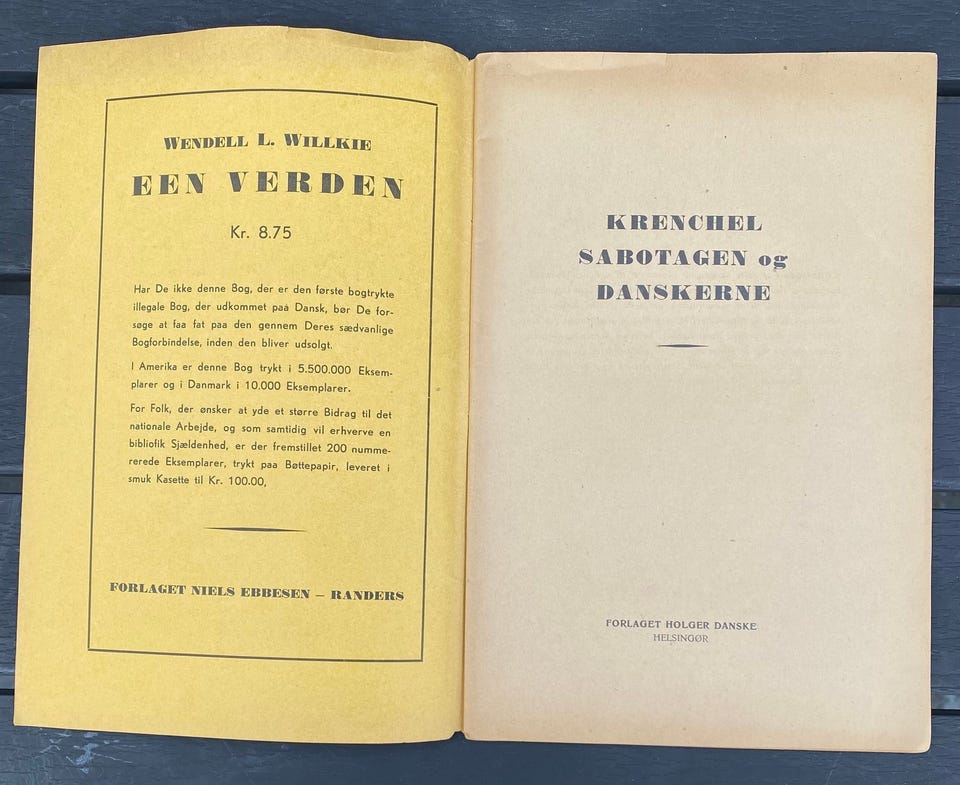 WENDELL L. WILLKIE
EEN VERDEN
Kr. 8.75
Har De ikke denne Bog, der er den første bogtrykte
illegale Bog, der udkommet paa Dansk, bør De for-
søge at faa fat paa den gennem Deres sædvanlige
Bogforbindelse, inden den bliver udsolgt.
I Amerika er denne Bog trykt i 5.500.000 Eksem-
plarer og i Danmark i 10.000 Eksemplarer.
For Folk, der ønsker at yde et større Bidrag til det
nationale Arbejde, og som samtidig vil erhverve en
bibliofik Sjældenhed, er der fremstillet 200 numme-
rerede Eksemplarer, trykt paa Bøttepapir, leveret i
smuk Kasette til Kr. 100.00,
FORLAGET NIELS EBBESEN – RANDERS
KRENCHEL
SABOTAGEN og
DANSKERNE
FORLAGET HOLGER DANSKE
HELSINGØR